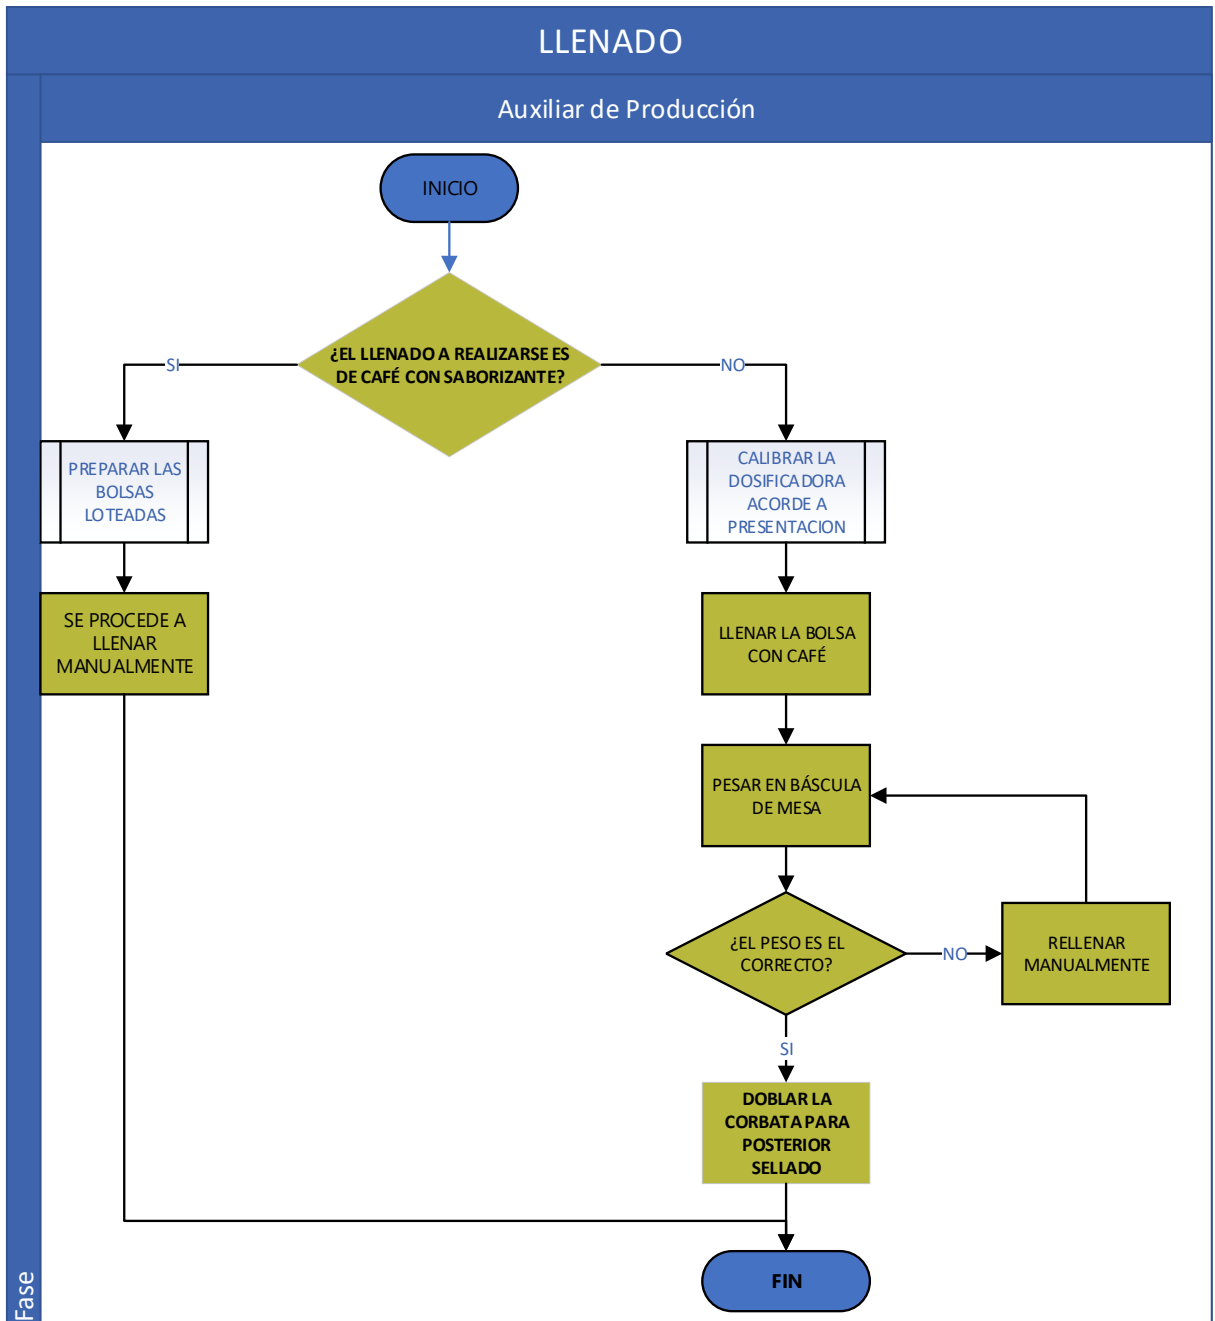 LLENADO
Auxiliar de Producción
INICIO
¿EL LLENADO A REALIZARSE ES
DE CAFÉ CON SABORIZANTE?
SI
NO
PREPARAR LAS
BOLSAS
LOTEADAS
CALIBRAR LA
DOSIFICADORA
ACORDE A
PRESENTACION
SE PROCEDE A
LLENAR
MANUALMENTE
LLENAR LA BOLSA
CON CAFÉ
PESAR EN BÁSCULA
DE MESA
¿EL PESO ES EL
CORRECTO?
NO
RELLENAR
MANUALMENTE
SI
DOBLAR LA
CORBATA PARA
POSTERIOR
SELLADO
FIN
Fase